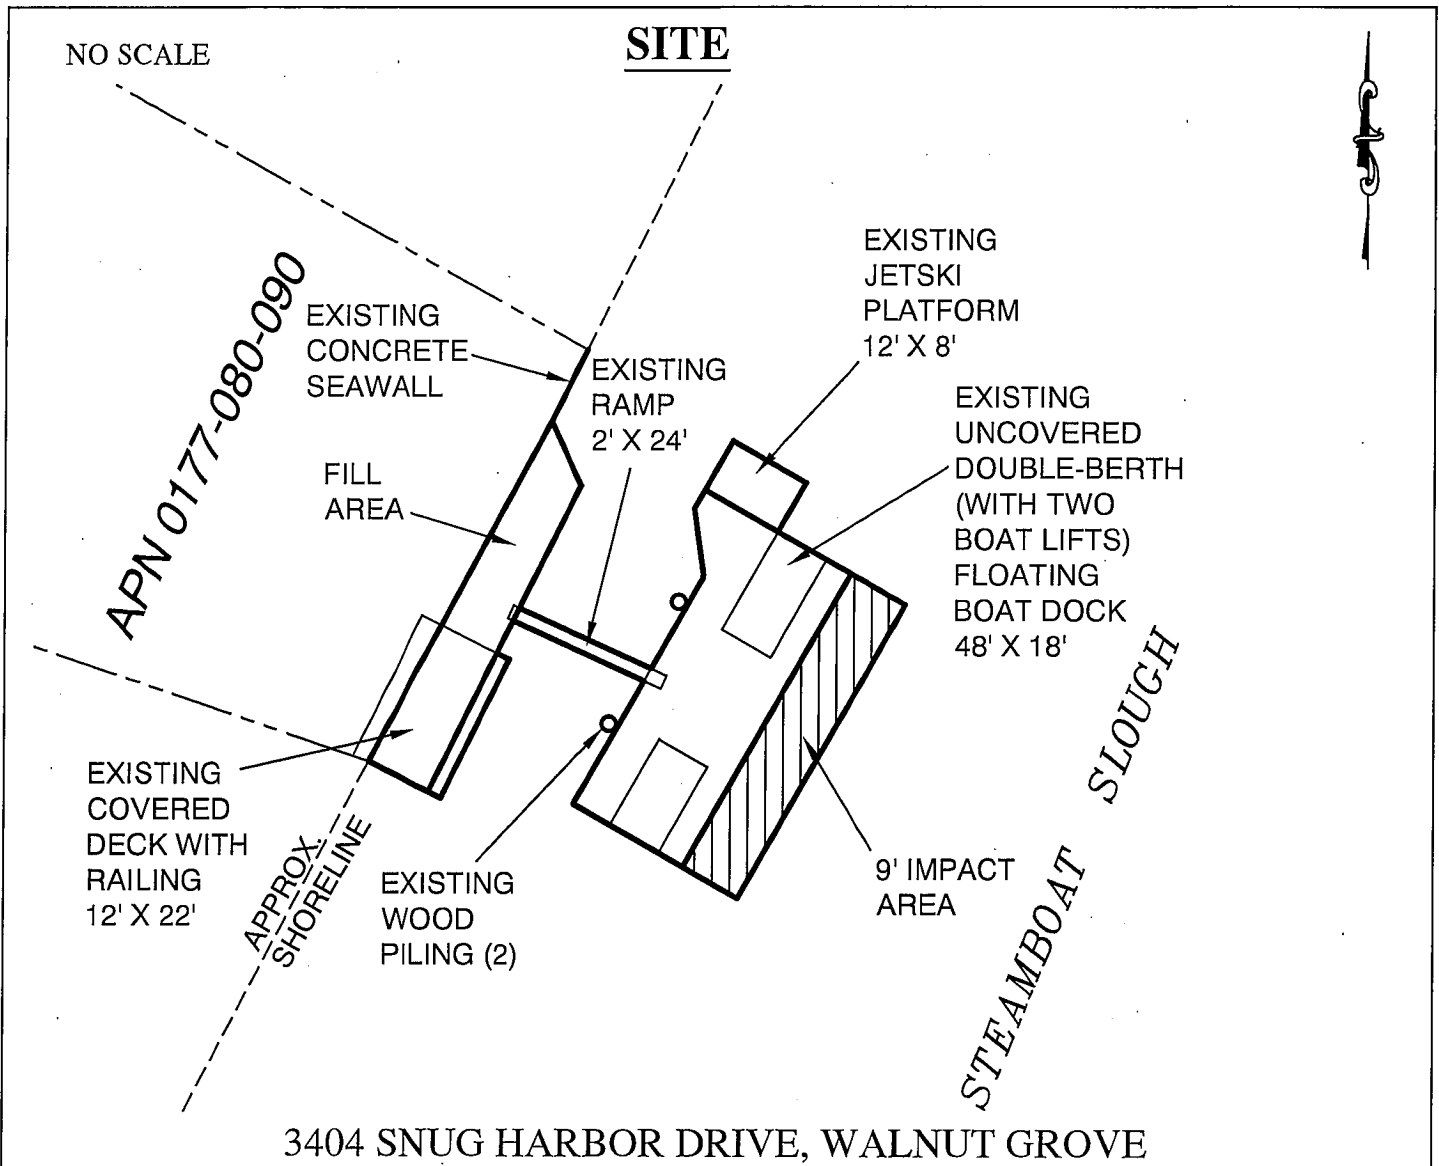 NO SCALE
SITE
APN 0177-080-090
EXISTING
CONCRETE
SEAWALL
FILL
AREA
EXISTING
RAMP
2' X 24'
EXISTING
JETSKI
PLATFORM
12' X 8'
EXISTING
UNCOVERED
DOUBLE-BERTH
(WITH TWO
BOAT LIFTS)
FLOATING
BOAT DOCK
48' X 18'
EXISTING
COVERED
DECK WITH
RAILING
12' X 22'
APPROX.
SHORELINE
EXISTING
WOOD
PILING (2)
9' IMPACT
AREA
STEAMBOAT SLOUGH
3404 SNUG HARBOR DRIVE, WALNUT GROVE